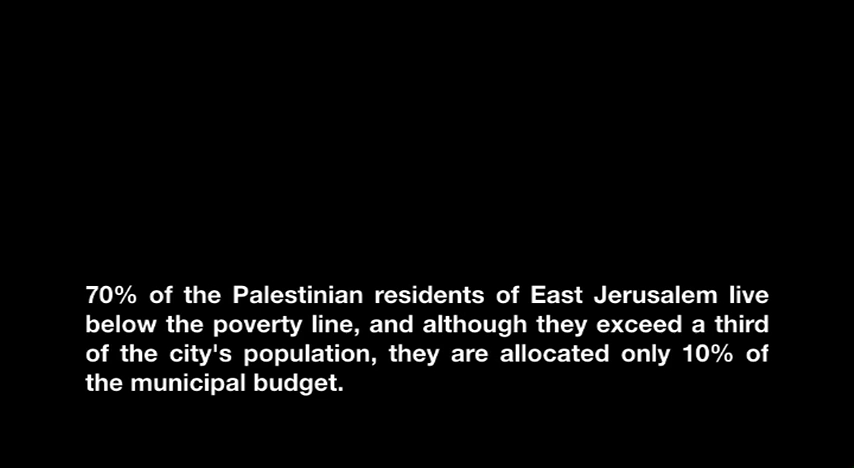 70% of the Palestinian residents of East Jerusalem live
below the poverty line, and although they exceed a third
of the city's population, they are allocated only 10% of
the municipal budget.